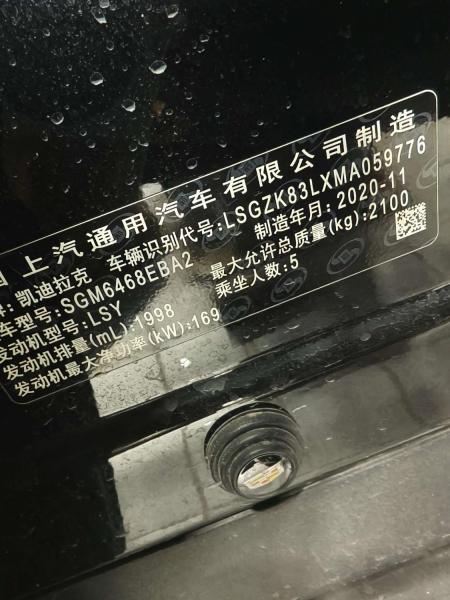 上汽通用汽车有限公司制造
凯迪拉克 车辆识别代号:LSGZK83LXMA059776
车型号:SGM6468EBA2 制造年月:2020-11
发动机型号:LSY 最大允许总质量(kg):2100
发动机排量(mL):1998 乘坐人数:5
发动机最大净功率(kW):169